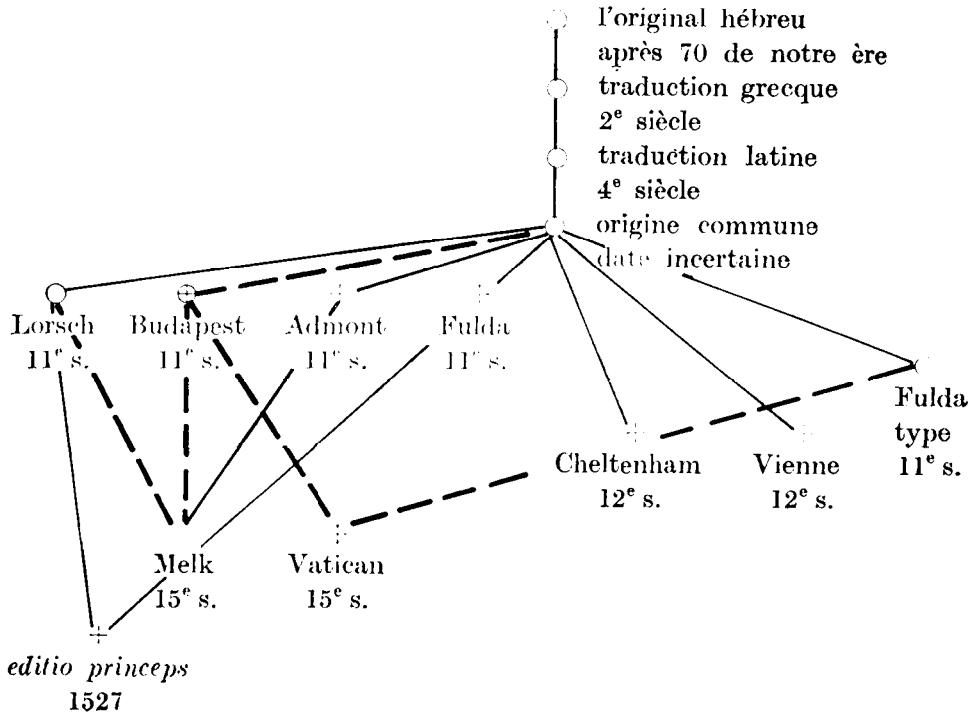 l'original hébreu
après 70 de notre ère
traduction grecque
2e siècle
traduction latine
4e siècle
origine commune
date incertaine
Lorsch
11e s.
Budapest
11e s.
Admont
11e s.
Fulda
11e s.
Cheltenham
12e s.
Vienne
12e s.
Fulda
type
11e s.
Melk
15e s.
Vatican
15e s.
editio princeps
1527